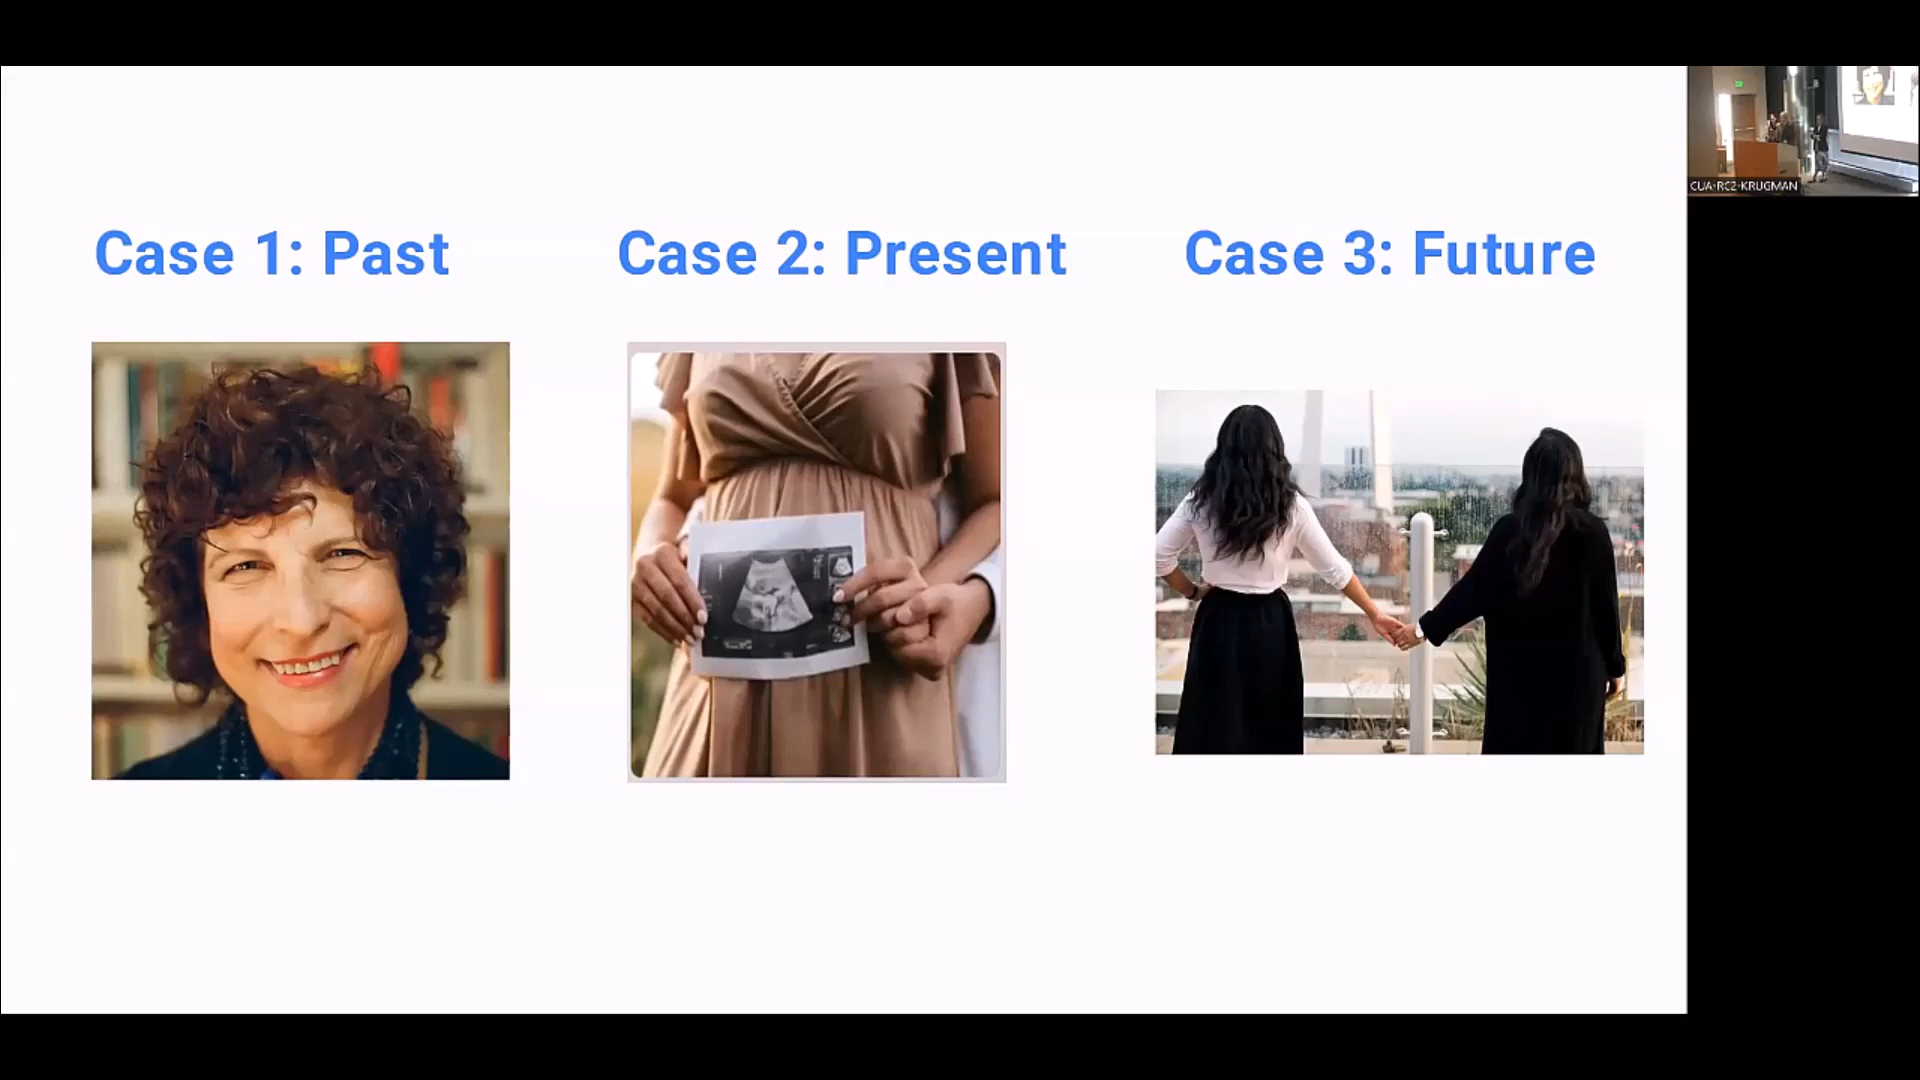 Case 1: Past
Case 2: Present
Case 3: Future
CUA-RC2-KRUGMAN